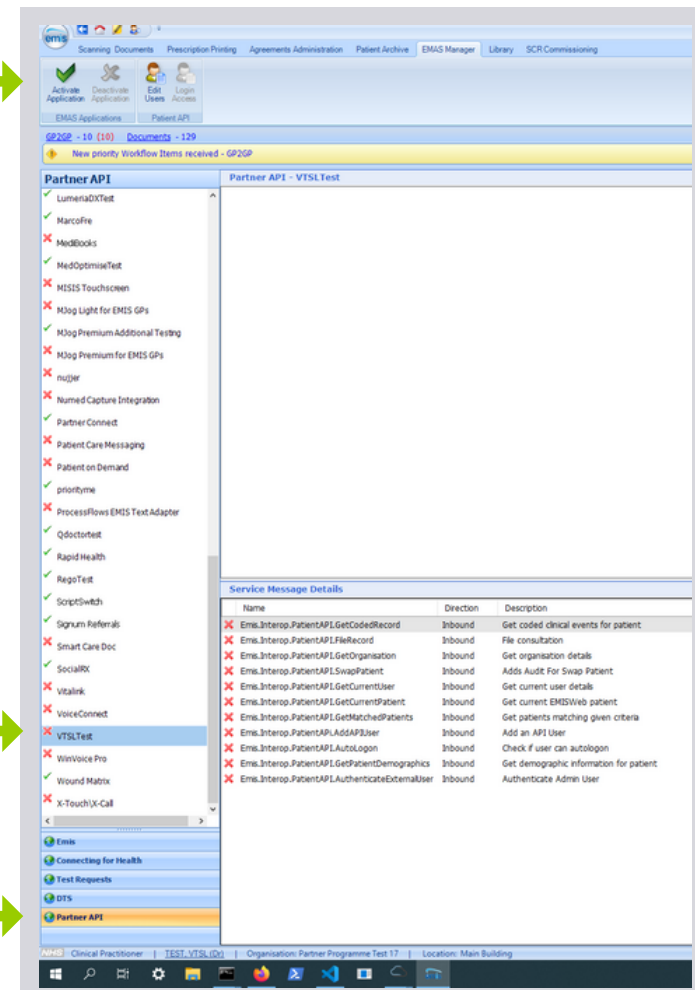 emis
Scanning Documents Prescription Printing Agreements Administration Patient Archive EMAS Manager Library SCR Commissioning
Activate Application Deactivate Application Edit Users Login Access
EMAS Applications Patient API
GP2GP - 10 (10) Documents - 129
New priority Workflow Items received - GP2GP
Partner API
LumeriaDXTest
MarcoFre
MediBooks
MedOptimiseTest
MISIS Touchscreen
MJog Light for EMIS GPs
MJog Premium Additional Testing
MJog Premium for EMIS GPs
nujjer
Numed Capture Integration
Partner Connect
Patient Care Messaging
Patient on Demand
priorityme
ProcessFlows EMIS Text Adapter
Qdoctortest
Rapid Health
RegoTest
ScriptSwitch
Signum Referrals
Smart Care Doc
SocialRX
Vitalink
VoiceConnect
VTSLTest
WinVoice Pro
Wound Matrix
X-Touch\X-Call
Emis
Connecting for Health
Test Requests
DTS
Partner API
Partner API - VTSLTest
Service Message Details
Name Direction Description
Emis.Interop.PatientAPI.GetCodedRecord Inbound Get coded clinical events for patient
Emis.Interop.PatientAPI.FileRecord Inbound File consultation
Emis.Interop.PatientAPI.GetOrganisation Inbound Get organisation details
Emis.Interop.PatientAPI.SwapPatient Inbound Adds Audit For Swap Patient
Emis.Interop.PatientAPI.GetCurrentUser Inbound Get current user details
Emis.Interop.PatientAPI.GetCurrentPatient Inbound Get current EMISWeb patient
Emis.Interop.PatientAPI.GetMatchedPatients Inbound Get patients matching given criteria
Emis.Interop.PatientAPI.AddAPIUser Inbound Add an API User
Emis.Interop.PatientAPI.AutoLogon Inbound Check if user can autologon
Emis.Interop.PatientAPI.GetPatientDemographics Inbound Get demographic information for patient
Emis.Interop.PatientAPI.AuthenticateExternalUser Inbound Authenticate Admin User
NHS Clinical Practitioner | TEST, VTSL (Dr) | Organisation: Partner Programme Test 17 | Location: Main Building